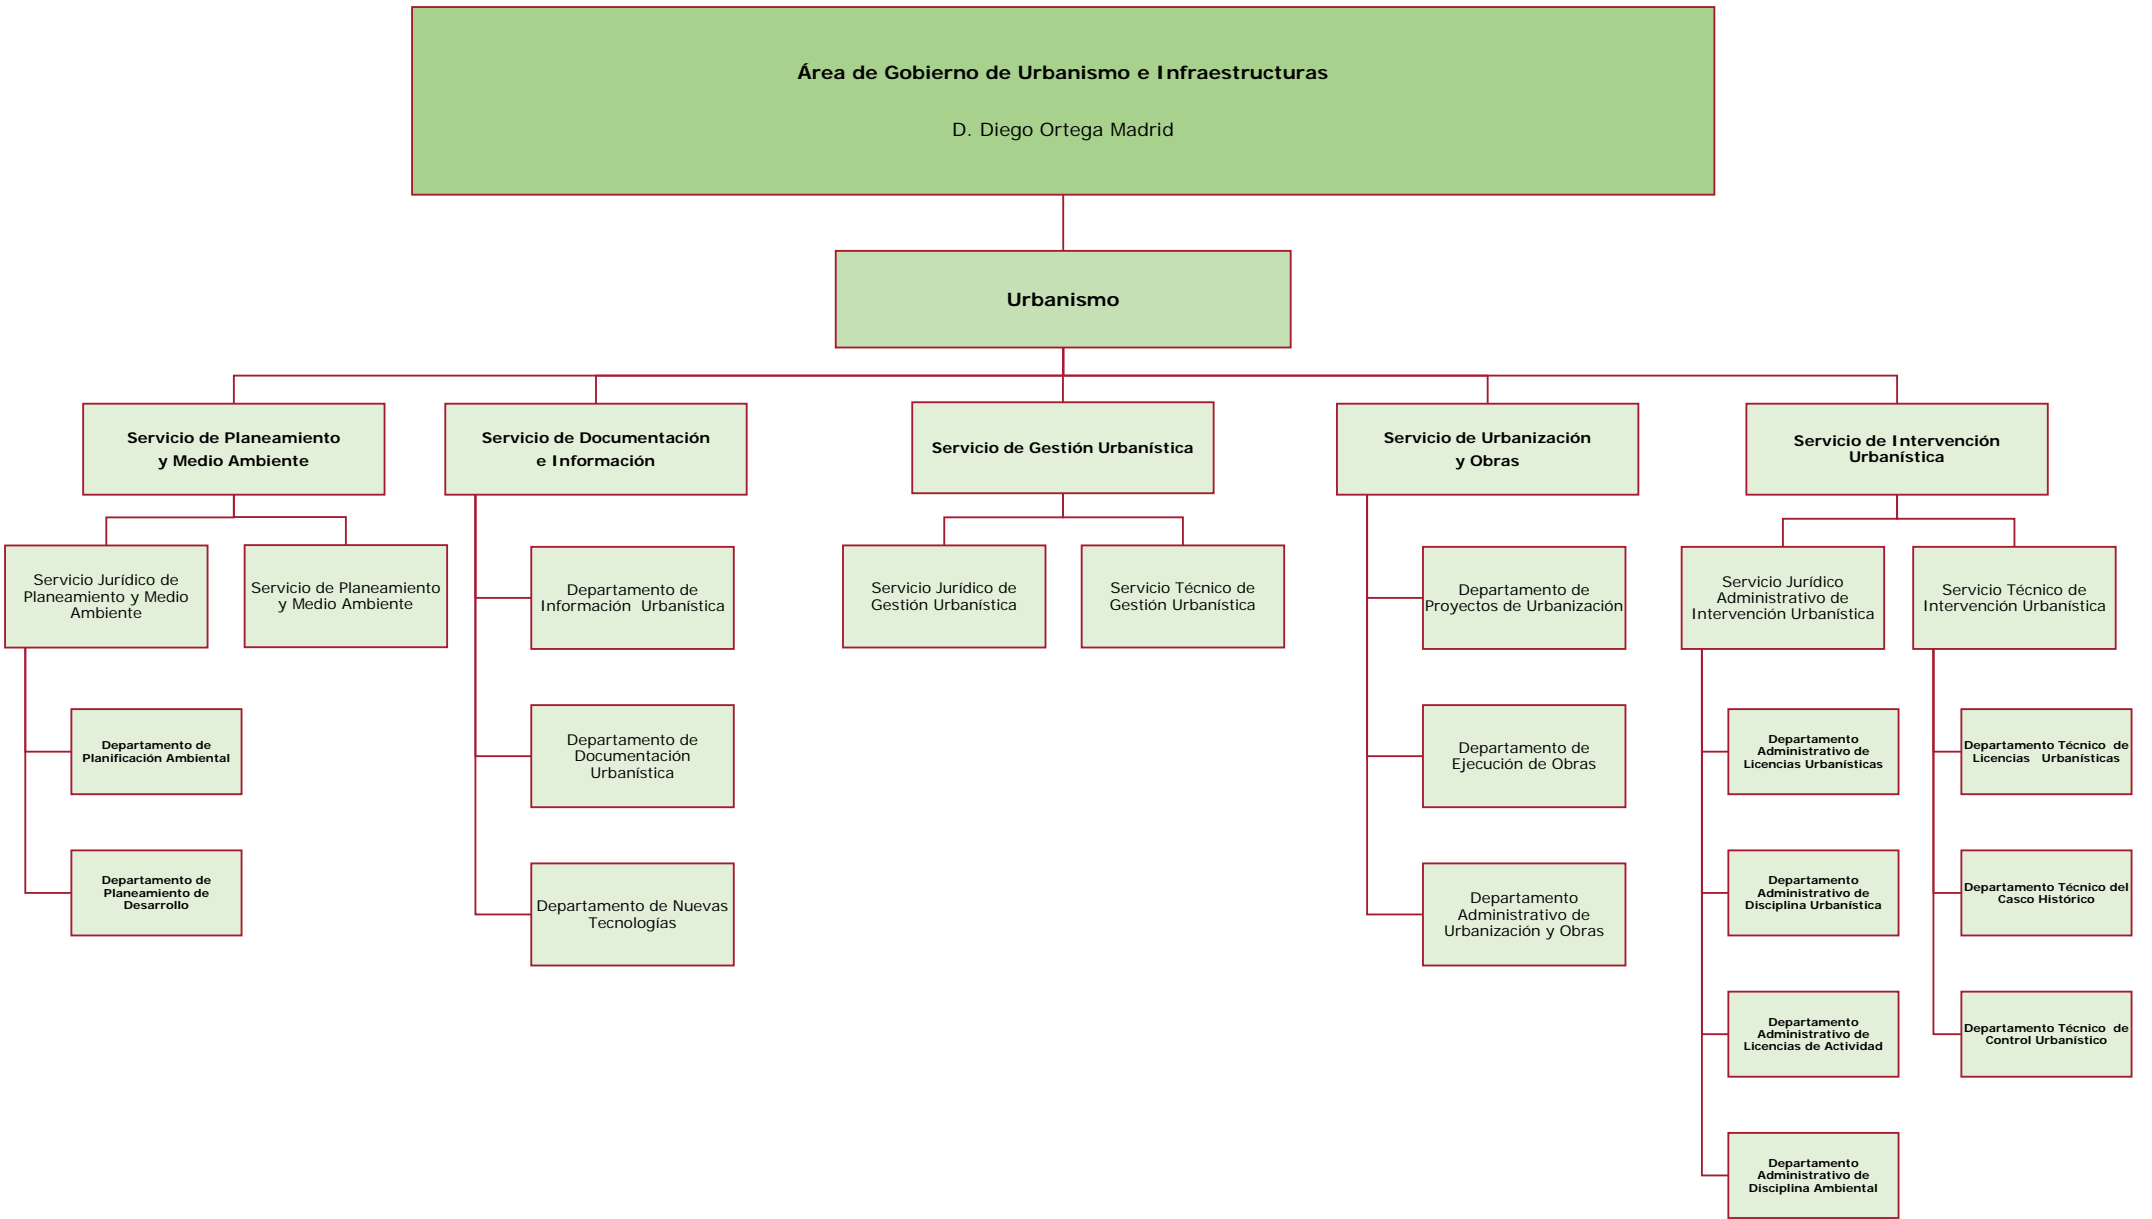 Área de Gobierno de Urbanismo e Infraestructuras
D. Diego Ortega Madrid
Urbanismo
Servicio de Planeamiento
y Medio Ambiente
Servicio de Documentación
e Información
Servicio de Gestión Urbanística
Servicio de Urbanización
y Obras
Servicio de Intervención
Urbanística
Servicio Jurídico de
Planeamiento y Medio
Ambiente
Servicio de Planeamiento
y Medio Ambiente
Departamento de
Información Urbanística
Servicio Jurídico de
Gestión Urbanística
Servicio Técnico de
Gestión Urbanística
Departamento de
Proyectos de Urbanización
Servicio Jurídico
Administrativo de
Intervención Urbanística
Servicio Técnico de
Intervención Urbanística
Departamento de
Planificación Ambiental
Departamento de
Documentación
Urbanística
Departamento de
Ejecución de Obras
Departamento
Administrativo de
Licencias Urbanísticas
Departamento Técnico de
Licencias Urbanísticas
Departamento de
Planeamiento de
Desarrollo
Departamento de Nuevas
Tecnologías
Departamento
Administrativo de
Urbanización y Obras
Departamento
Administrativo de
Disciplina Urbanística
Departamento Técnico del
Casco Histórico
Departamento
Administrativo de
Licencias de Actividad
Departamento Técnico de
Control Urbanístico
Departamento
Administrativo de
Disciplina Ambiental